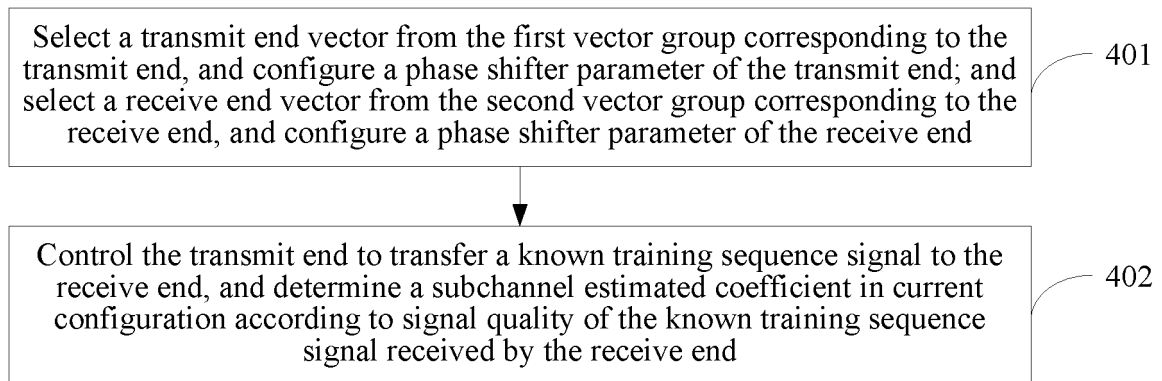 Select a transmit end vector from the first vector group corresponding to the
transmit end, and configure a phase shifter parameter of the transmit end; and
select a receive end vector from the second vector group corresponding to the
receive end, and configure a phase shifter parameter of the receive end
401
Control the transmit end to transfer a known training sequence signal to the
receive end, and determine a subchannel estimated coefficient in current
configuration according to signal quality of the known training sequence
signal received by the receive end
402